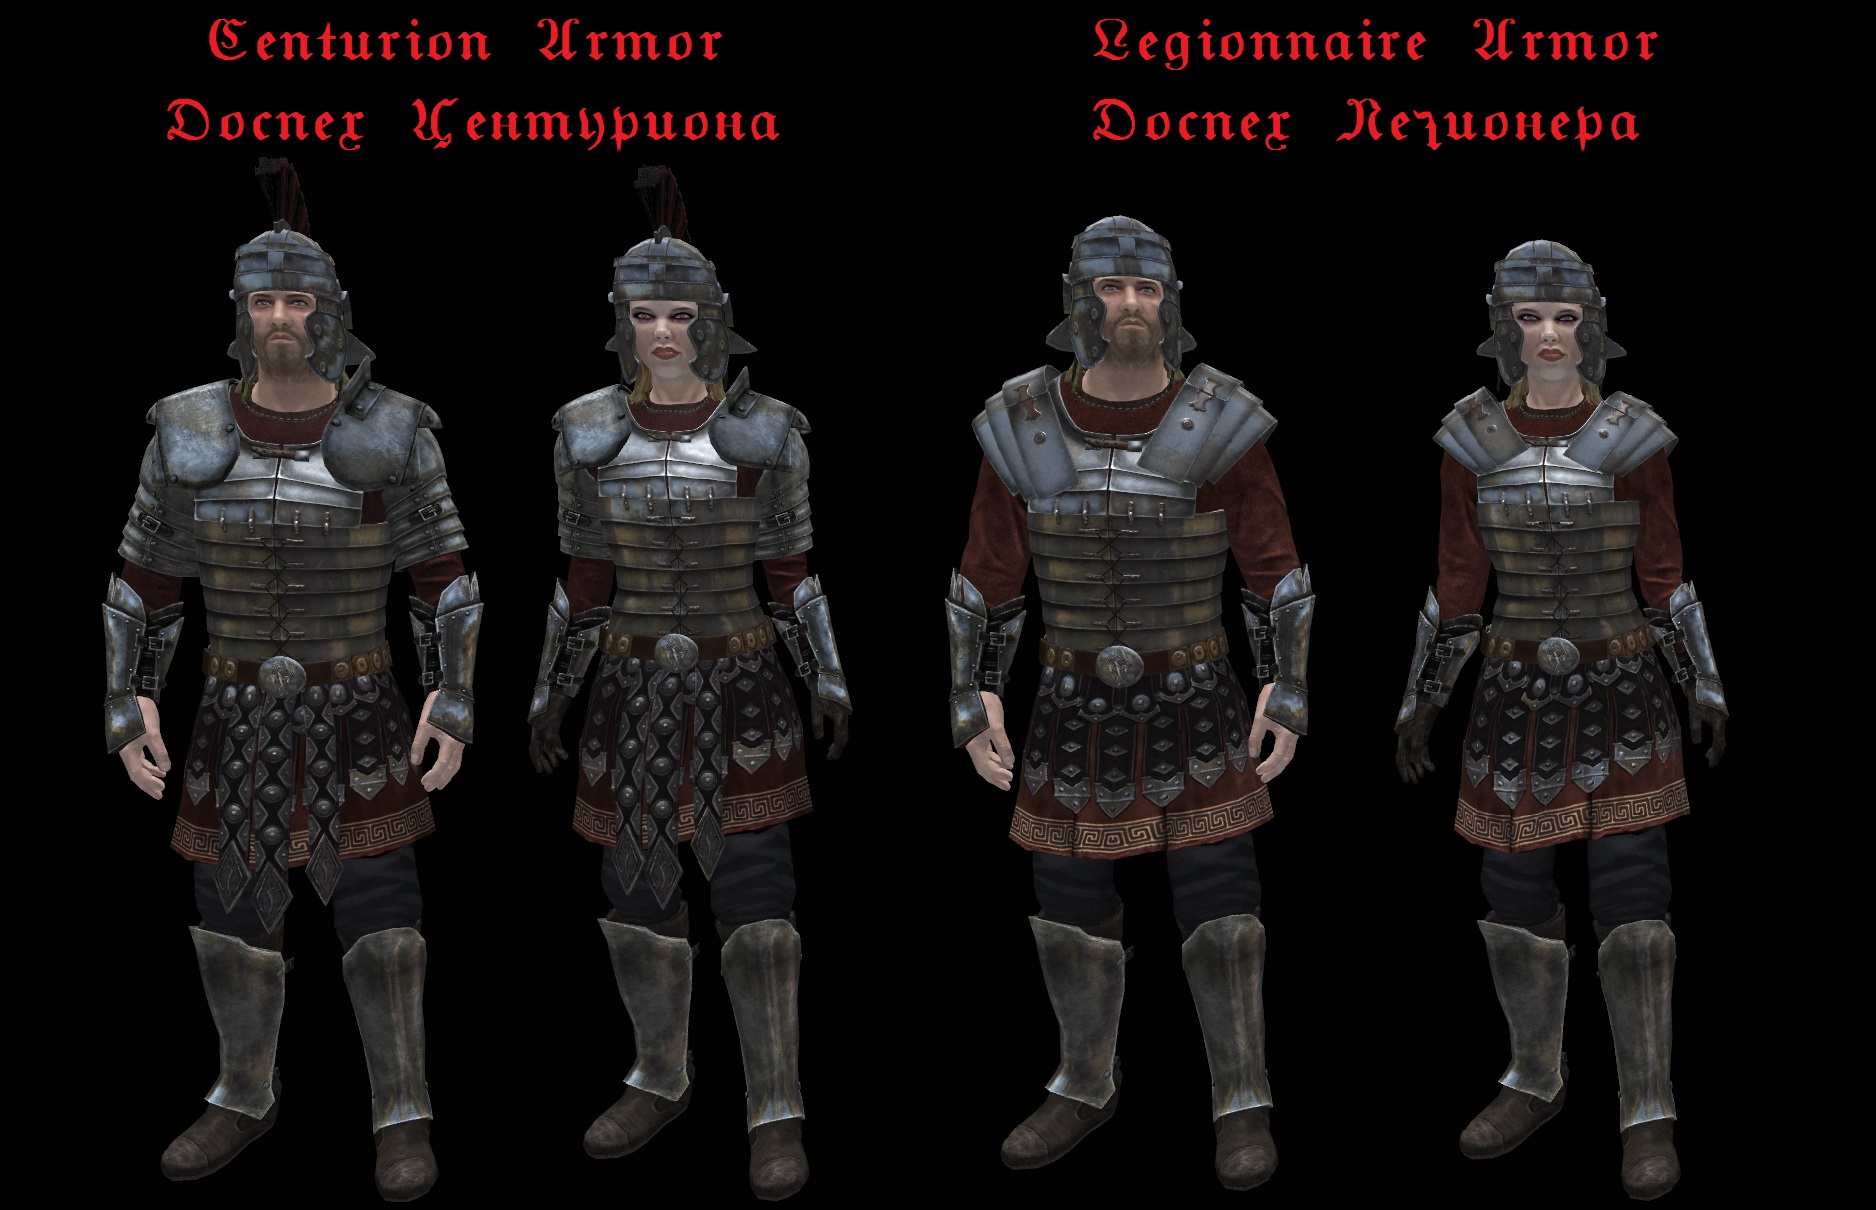 Centurion Armor
Доспех Центуриона
Legionnaire Armor
Доспех Легионера